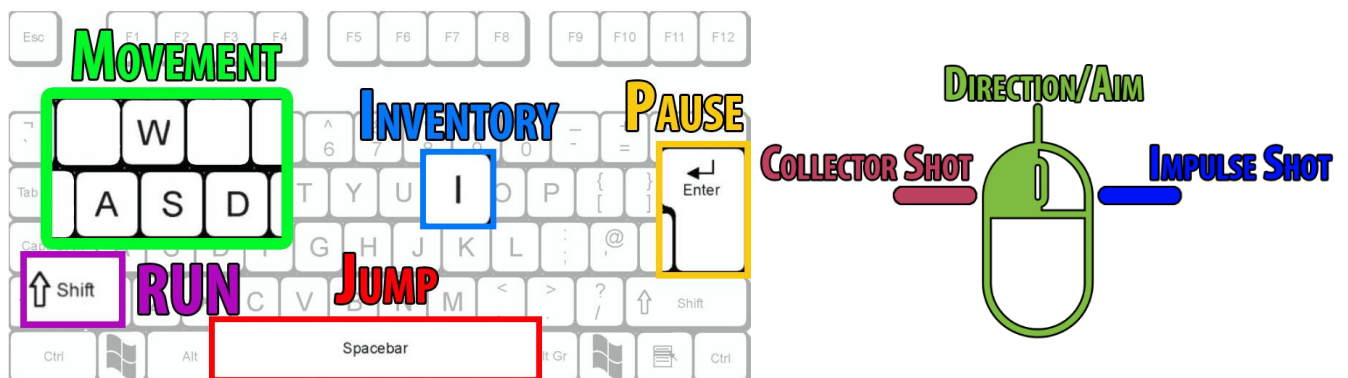 Esc F1 F2 F3 F4 F5 F6 F7 F8 F9 F10 F11 F12
MOVEMENT
INVENTORY
PAUSE
DIRECTION/AIM
COLLECTOR SHOT
IMPULSE SHOT
¬ ^ 6 7 8 9 0 _ - + =
Tab W T Y U I O P { [ } ] Enter
A S D
G H J K L : ; @ '
Shift
RUN
JUMP
C V B N M < > ? / Shift
Ctrl Alt Spacebar Alt Gr Ctrl